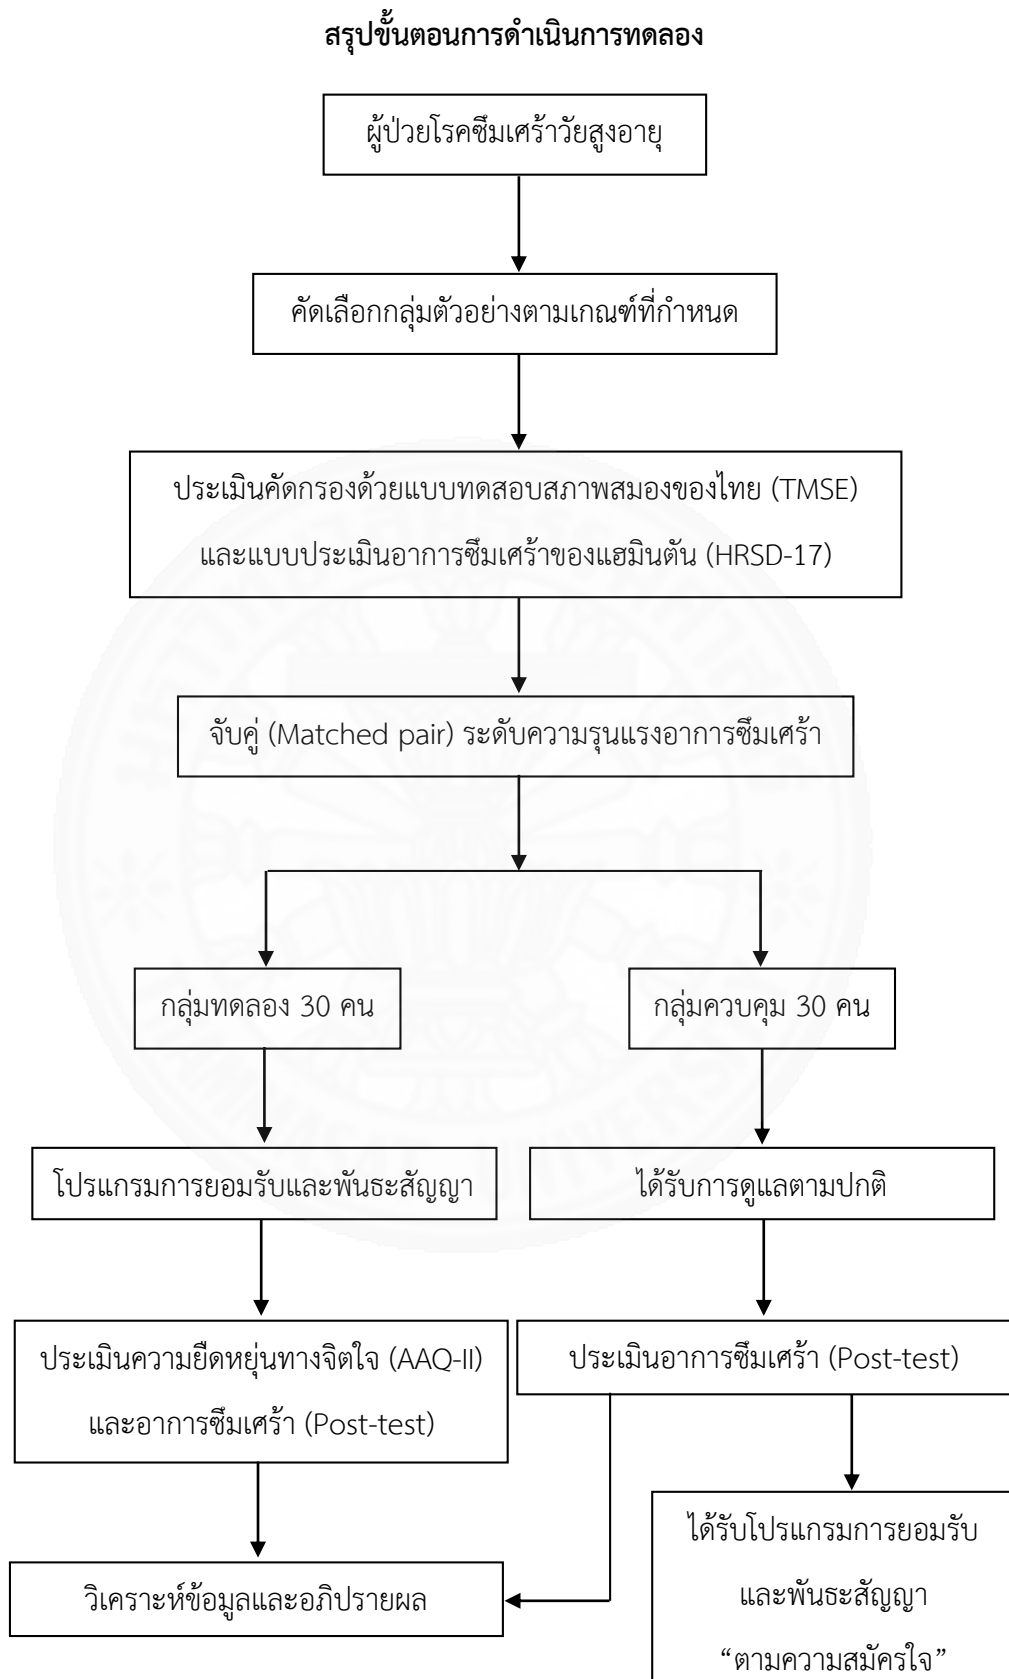 สรุปขั้นตอนการดำเนินการทดลอง
ผู้ป่วยโรคซึมเศร้าวัยสูงอายุ
คัดเลือกกลุ่มตัวอย่างตามเกณฑ์ที่กำหนด
ประเมินคัดกรองด้วยแบบทดสอบสภาพสมองของไทย (TMSE)
และแบบประเมินอาการซึมเศร้าของแฮมินตัน (HRSD-17)
จับคู่ (Matched pair) ระดับความรุนแรงอาการซึมเศร้า
กลุ่มทดลอง 30 คน
กลุ่มควบคุม 30 คน
โปรแกรมการยอมรับและพันธะสัญญา
ได้รับการดูแลตามปกติ
ประเมินความยืดหยุ่นทางจิตใจ (AAQ-II)
และอาการซึมเศร้า (Post-test)
ประเมินอาการซึมเศร้า (Post-test)
วิเคราะห์ข้อมูลและอภิปรายผล
ได้รับโปรแกรมการยอมรับ
และพันธะสัญญา
“ตามความสมัครใจ”